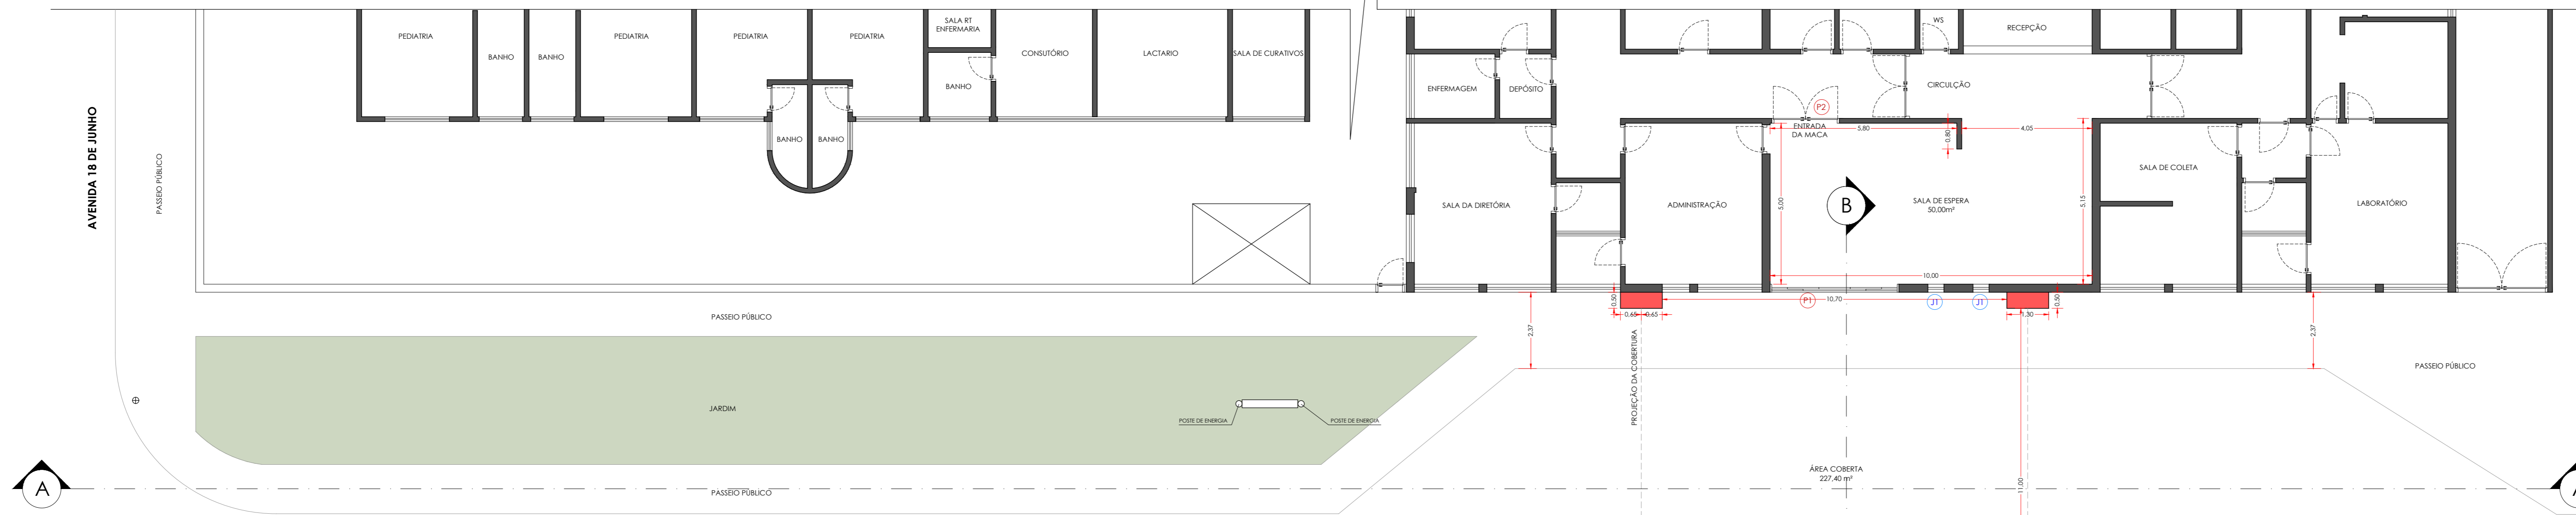 PEDIATRIA
BANHO
BANHO
PEDIATRIA
PEDIATRIA
PEDIATRIA
SALA RT
ENFERMARIA
BANHO
CONSUTÓRIO
LACTARIO
SALA DE CURATIVOS
BANHO
BANHO
ENFERMAGEM
DEPÓSITO
WS
RECEPÇÃO
CIRCULÇÃO
P2
ENTRADA
DA MACA
5,80
0,80
4,05
AVENIDA 18 DE JUNHO
PASSEIO PÚBLICO
SALA DA DIRETÓRIA
ADMINISTRAÇÃO
5,00
B
SALA DE ESPERA
50,00m²
5,15
SALA DE COLETA
LABORATÓRIO
10,00
0,50
10,70
P1
J1
J1
0,50
0,65
0,65
1,30
2,37
2,37
PASSEIO PÚBLICO
PROJEÇÃO DA COBERTURA
PASSEIO PÚBLICO
JARDIM
POSTE DE ENERGIA
POSTE DE ENERGIA
ÁREA COBERTA
227,40 m²
11,00
A
PASSEIO PÚBLICO
A